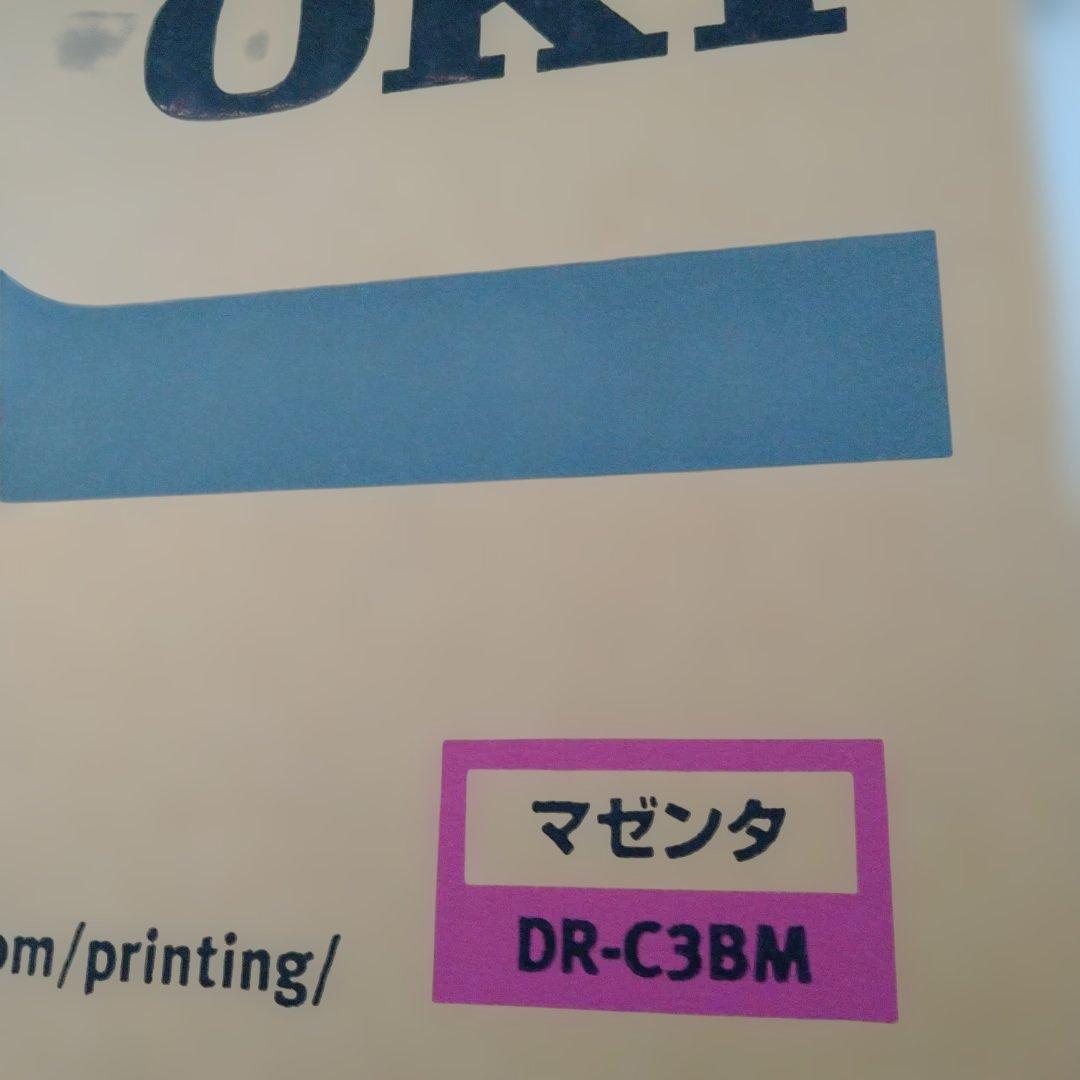 OKI
マゼンタ
DR-C3BM
om/printing/